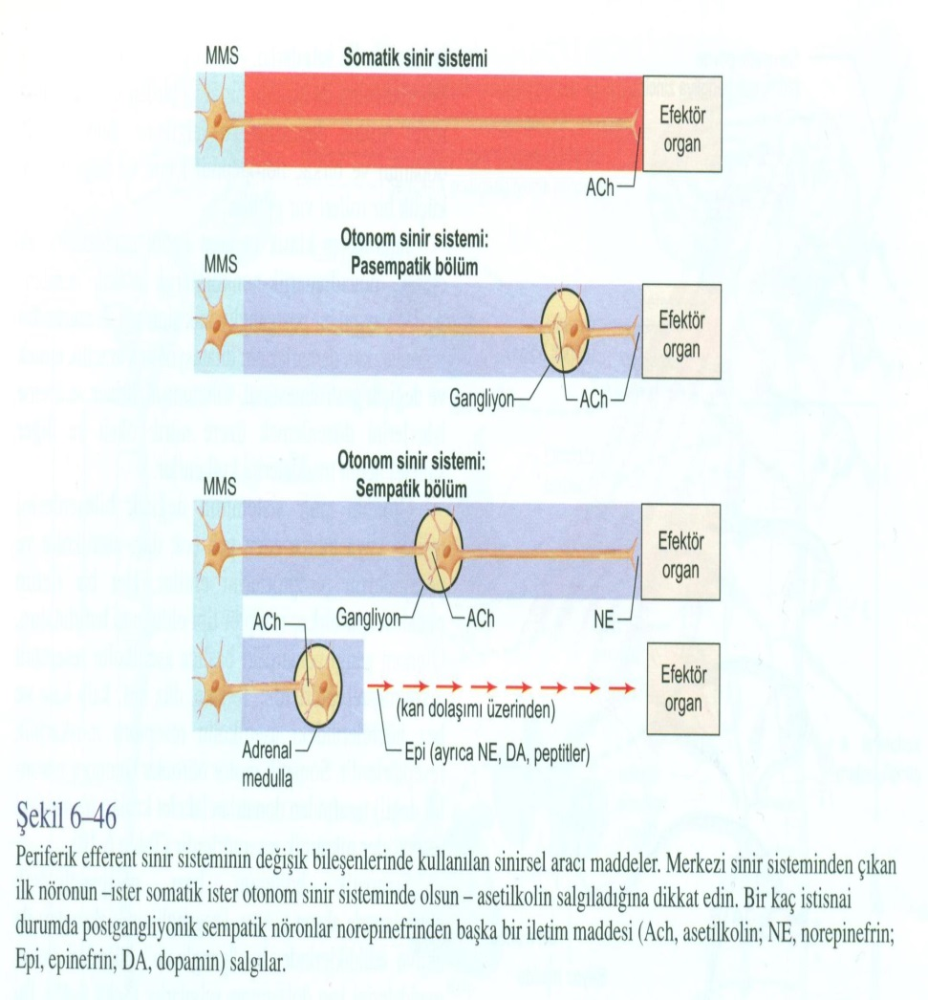 MMS
Somatik sinir sistemi
Efektör
organ
ACh
Otonom sinir sistemi:
Pasempatik bölüm
MMS
Efektör
organ
Gangliyon
ACh
Otonom sinir sistemi:
Sempatik bölüm
MMS
Efektör
organ
Gangliyon
ACh
NE
ACh
Efektör
organ
(kan dolaşımı üzerinden)
Adrenal
medulla
Epi (ayrıca NE, DA, peptitler)
Şekil 6–46
Periferik efferent sinir sisteminin değişik bileşenlerinde kullanılan sinirsel aracı maddeler. Merkezi sinir sisteminden çıkan
ilk nöronun –ister somatik ister otonom sinir sisteminde olsun – asetilkolin salgıladığına dikkat edin. Bir kaç istisnai
durumda postgangliyonik sempatik nöronlar norepinefrinden başka bir iletim maddesi (Ach, asetilkolin; NE, norepinefrin;
Epi, epinefrin; DA, dopamin) salgılar.